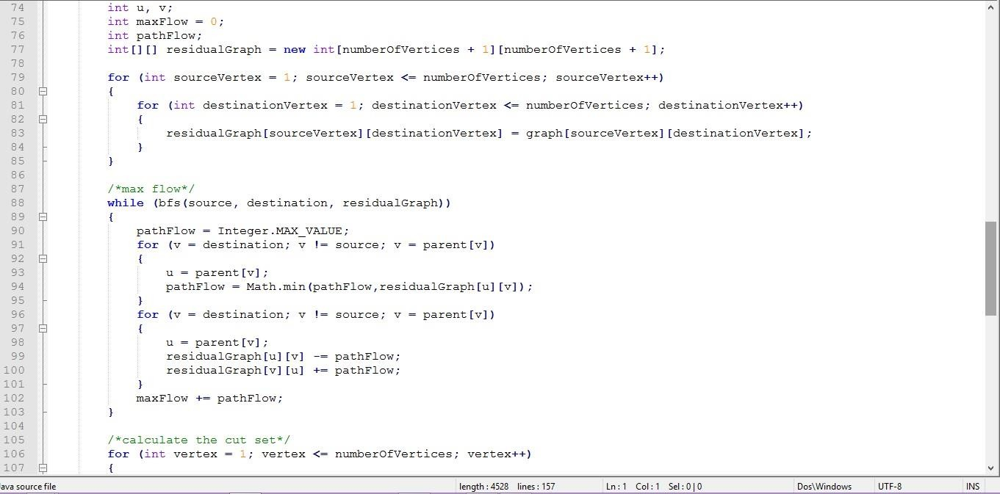 74 int u, v;
75 int maxFlow = 0;
76 int pathFlow;
77 int[][] residualGraph = new int[numberOfVertices + 1][numberOfVertices + 1];
78
79 for (int sourceVertex = 1; sourceVertex <= numberOfVertices; sourceVertex++)
80 {
81 for (int destinationVertex = 1; destinationVertex <= numberOfVertices; destinationVertex++)
82 {
83 residualGraph[sourceVertex][destinationVertex] = graph[sourceVertex][destinationVertex];
84 }
85 }
86
87 /*max flow*/
88 while (bfs(source, destination, residualGraph))
89 {
90 pathFlow = Integer.MAX_VALUE;
91 for (v = destination; v != source; v = parent[v])
92 {
93 u = parent[v];
94 pathFlow = Math.min(pathFlow,residualGraph[u][v]);
95 }
96 for (v = destination; v != source; v = parent[v])
97 {
98 u = parent[v];
99 residualGraph[u][v] -= pathFlow;
100 residualGraph[v][u] += pathFlow;
101 }
102 maxFlow += pathFlow;
103 }
104
105 /*calculate the cut set*/
106 for (int vertex = 1; vertex <= numberOfVertices; vertex++)
107 {
ava source file length : 4528 lines : 157 Ln : 1 Col : 1 Sel : 0 | 0 Dos\Windows UTF-8 INS